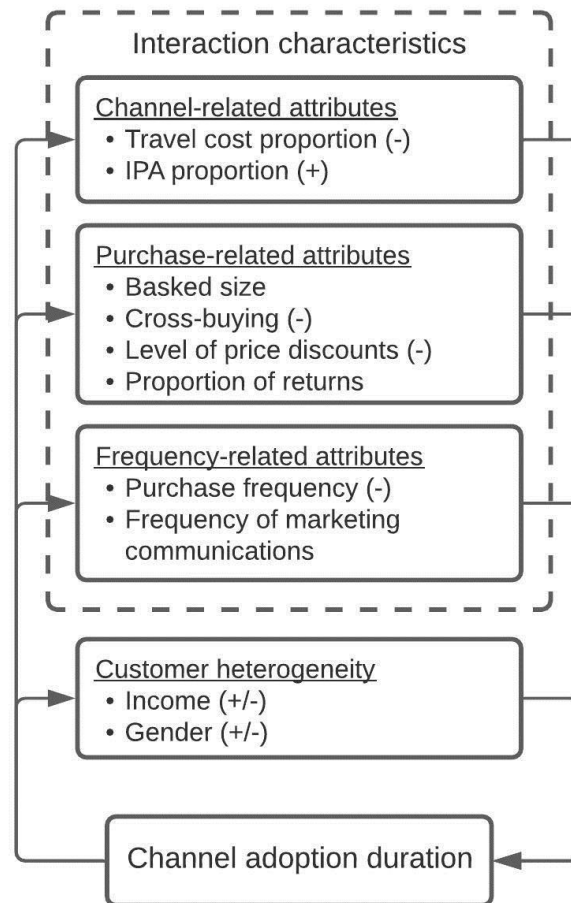 Interaction characteristics
Channel-related attributes
• Travel cost proportion (-)
• IPA proportion (+)
Purchase-related attributes
• Basked size
• Cross-buying (-)
• Level of price discounts (-)
• Proportion of returns
Frequency-related attributes
• Purchase frequency (-)
• Frequency of marketing
communications
Customer heterogeneity
• Income (+/-)
• Gender (+/-)
Channel adoption duration